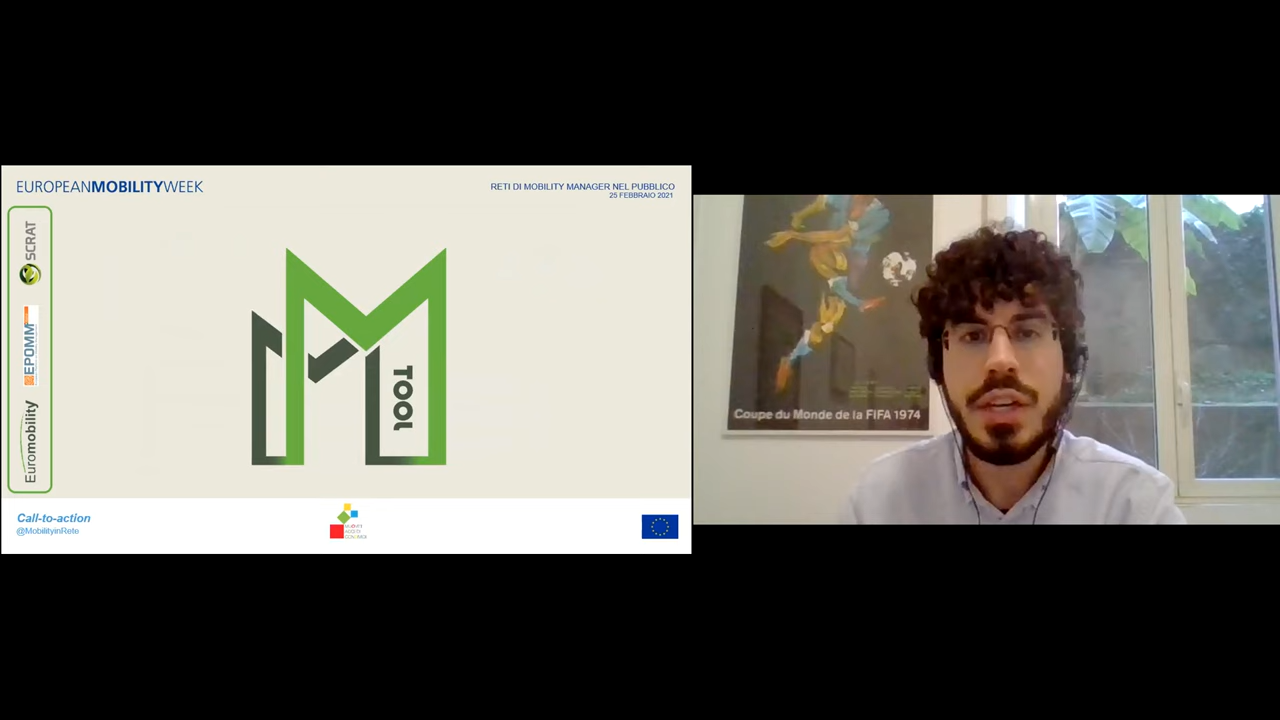 EUROPEANMOBILITYWEEK
RETI DI MOBILITY MANAGER NEL PUBBLICO
25 FEBBRAIO 2021
SCRAT
EPOMM
Euromobility
TOOL
Call-to-action
@MobilityinRete
Coupe du Monde de la FIFA 1974